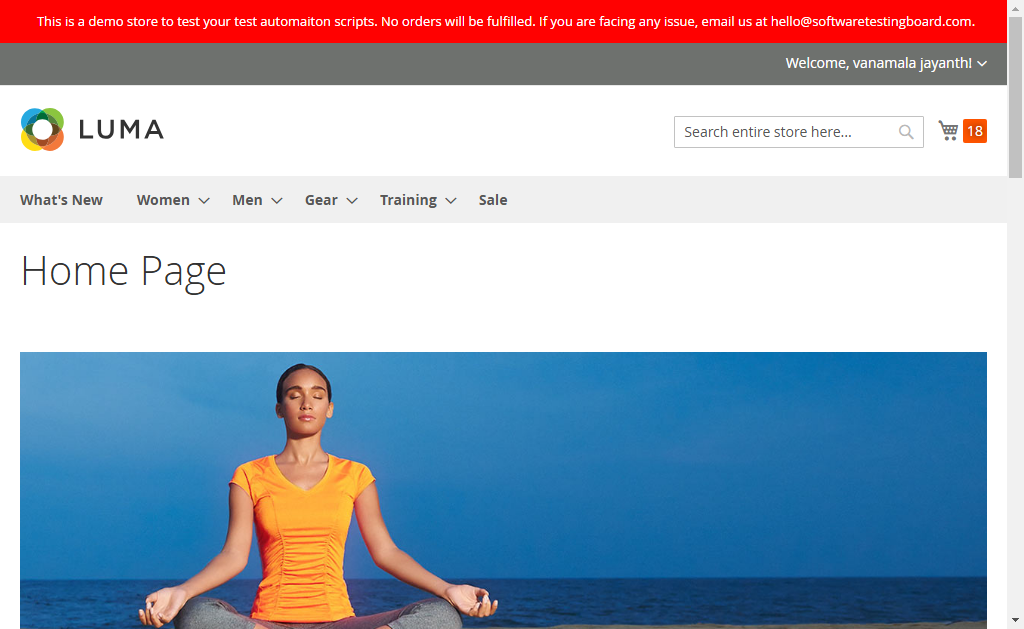 This is a demo store to test your test automaiton scripts. No orders will be fulfilled. If you are facing any issue, email us at hello@softwaretestingboard.com.
Welcome, vanamala jayanth!
LUMA
Search entire store here...
18
What's New Women Men Gear Training Sale
Home Page